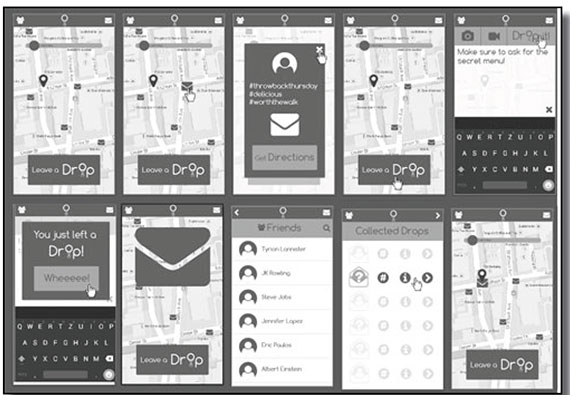 Leave a Drop
Leave a Drop
#throwbackthursday
#delicious
#worththewalk
Get Directions
Leave a Drop
Dropit!
Make sure to ask for the
secret menu!
Q W E R T Z U I O P
A S D F G H J K L
Y X C V B N M
You just left a
Drop!
Wheeeee!
Q W E R T Z U I O P
A S D F G H J K L
Y X C V B N M
Leave a Drop
Friends
Tyrion Lannister
JK Rowling
Steve Jobs
Jennifer Lopez
Eric Paulos
Albert Einstein
Collected Drops
Leave a Drop